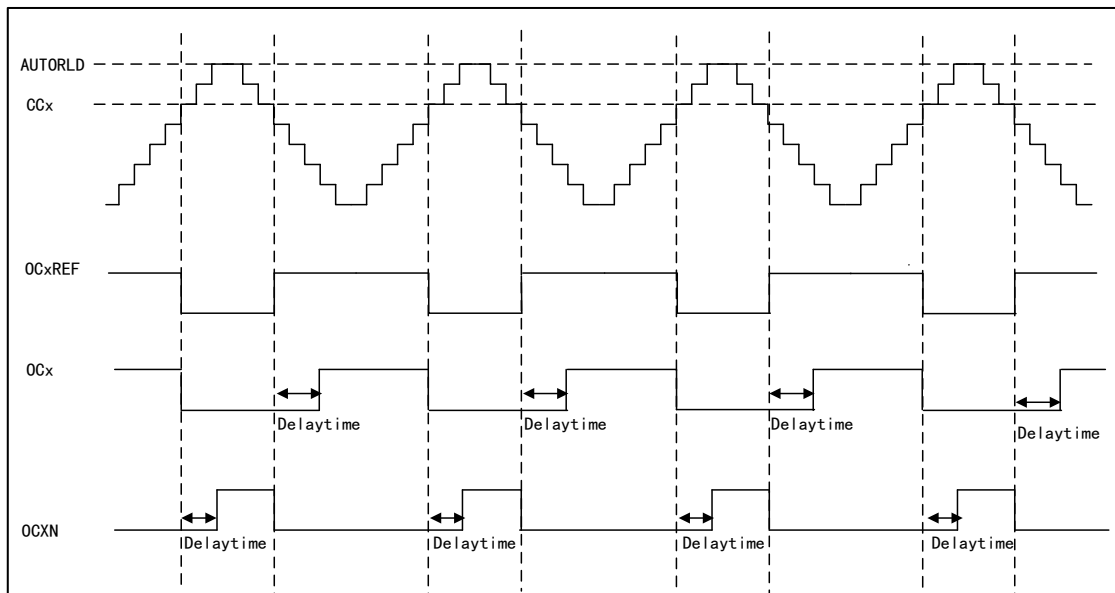 AUTORLD
CCx
OCxREF
OCx
Delaytime
Delaytime
Delaytime
Delaytime
OCXN
Delaytime
Delaytime
Delaytime
Delaytime